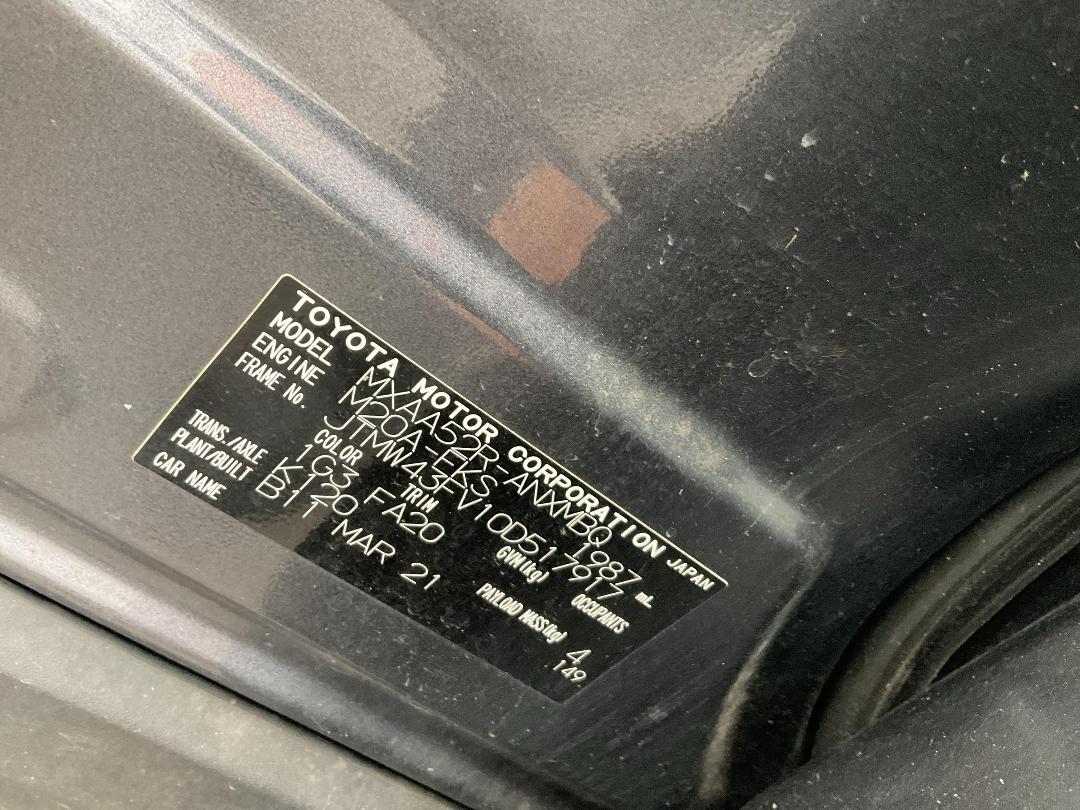 TOYOTA MOTOR CORPORATION JAPAN
MODEL MXAA52R-ANXMBQ
ENGINE M20A-FKS 1987 mL
FRAME No. JTMW43FV10D517917
COLOR TRIM GVM(kg) OCCUPANTS
1G3 FA20
TRANS./AXLE K120 PAYLOAD MASS(kg) 4
PLANT/BUILT B11 MAR 21 149
CAR NAME